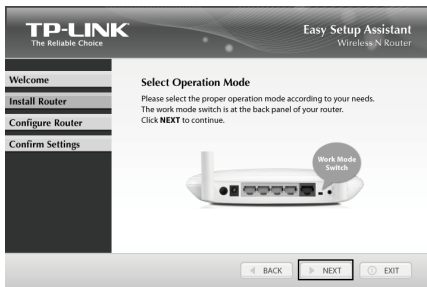 TP-LINK
The Reliable Choice
Easy Setup Assistant
Wireless N Router
Welcome
Install Router
Configure Router
Confirm Settings
Select Operation Mode
Please select the proper operation mode according to your needs.
The work mode switch is at the back panel of your router.
Click NEXT to continue.
Work Mode
Switch
BACK
NEXT
EXIT